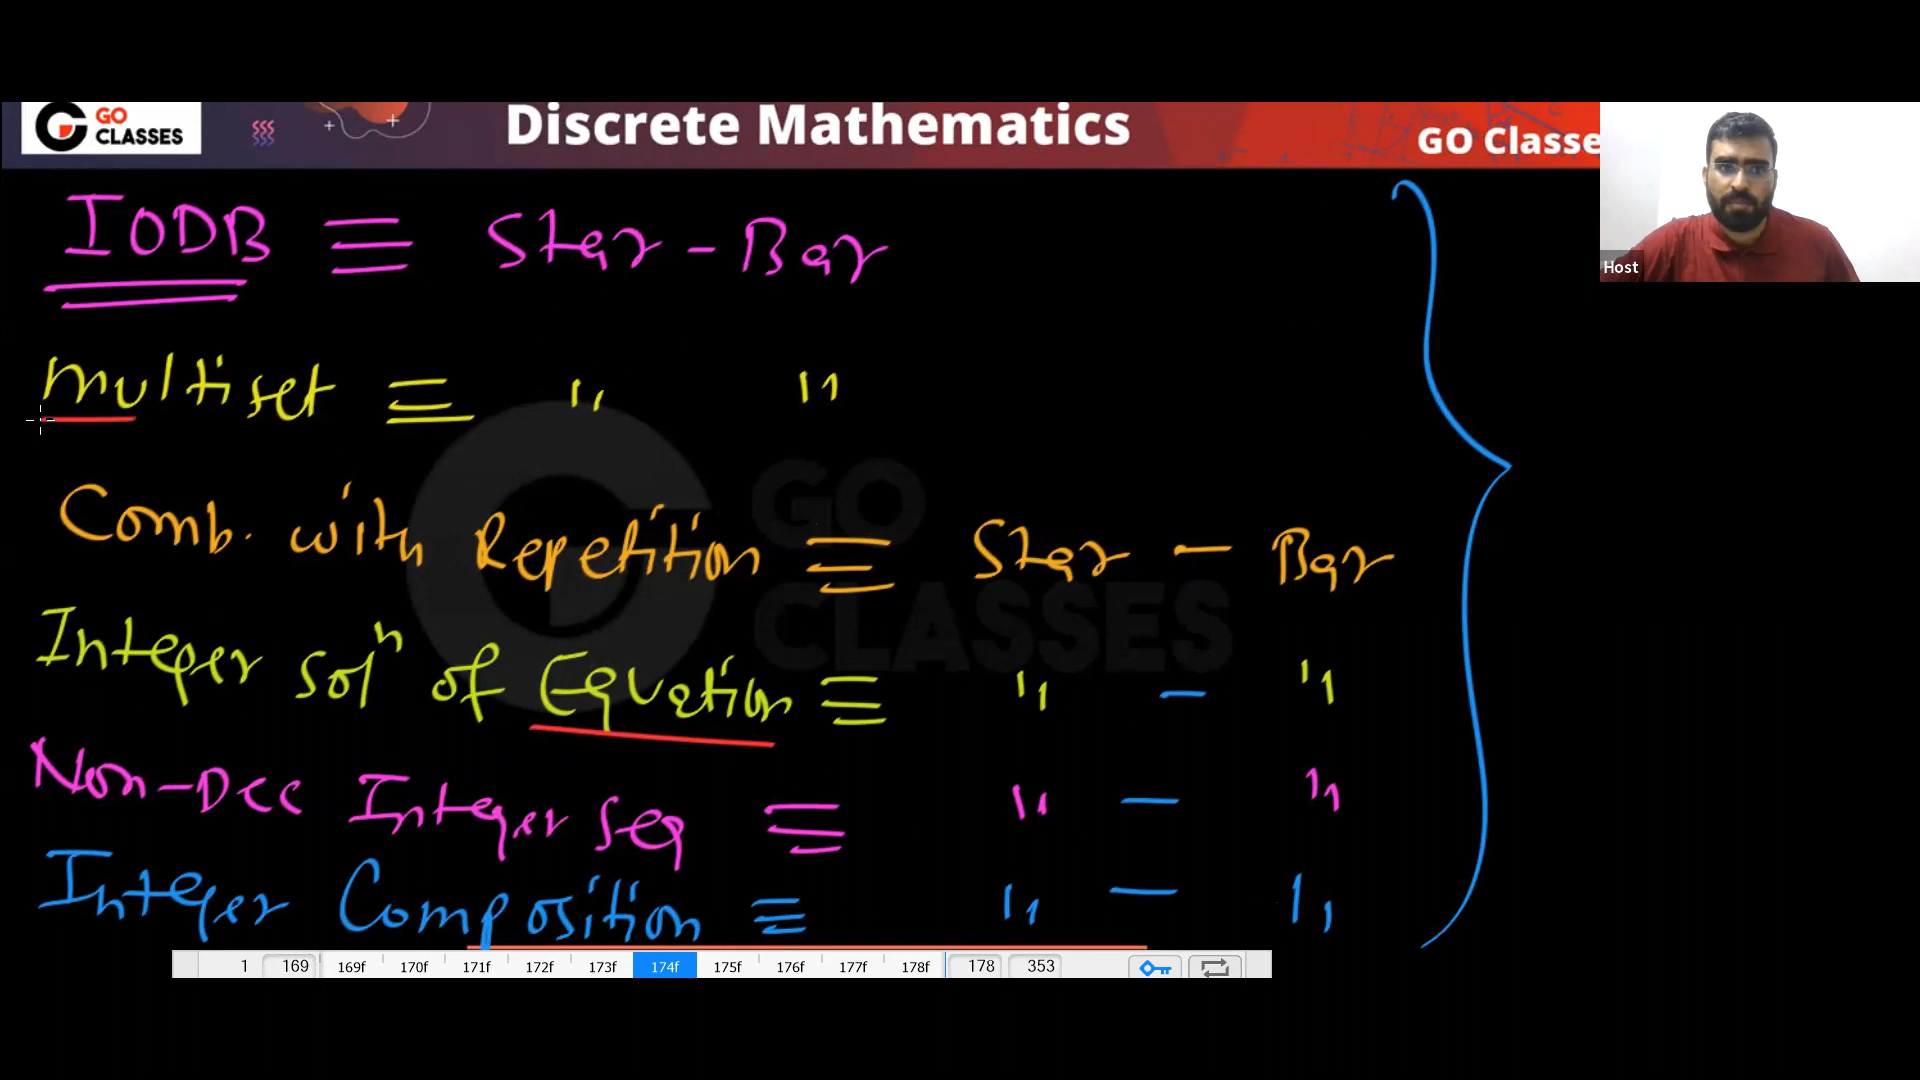 GO
CLASSES
Discrete Mathematics
GO Classe
Host
IODB ≡ Star - Bar
Multiset ≡ " "
Comb. with Repetition ≡ Star - Bar
Integer solⁿ of Equation ≡ " - "
Non-Dec Integer Seq ≡ " - "
Integer Composition ≡ " - "
GO
CLASSES
1 169 169f 170f 171f 172f 173f 174f 175f 176f 177f 178f 178 353